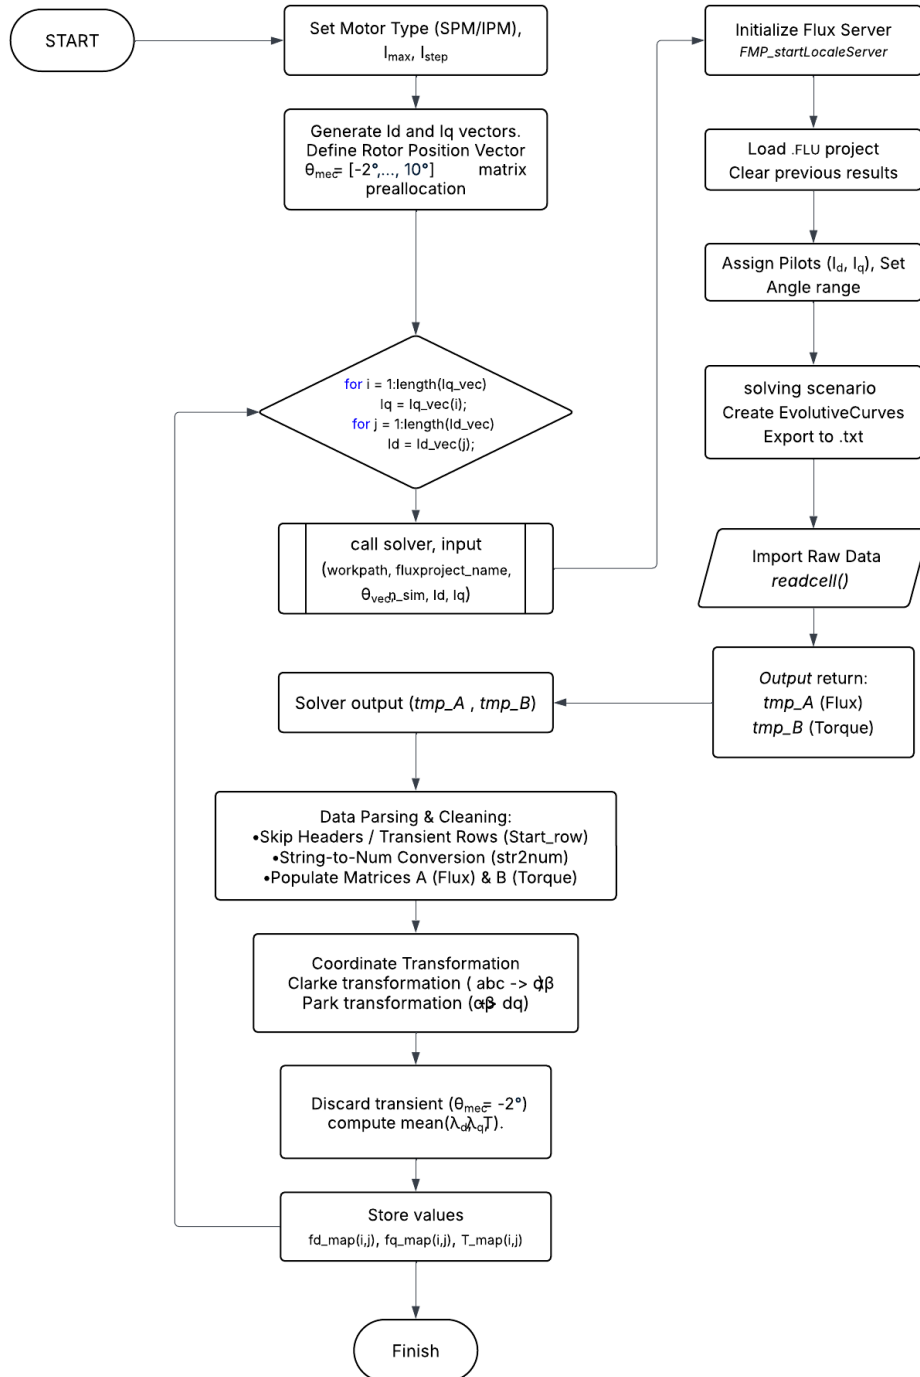 START
Set Motor Type (SPM/IPM),
Imax, Istep
Generate Id and Iq vectors.
Define Rotor Position Vector
θmec= [-2°,..., 10°] matrix
preallocation
for i = 1:length(Iq_vec)
Iq = Iq_vec(i);
for j = 1:length(Id_vec)
Id = Id_vec(j);
call solver, input
(workpath, fluxproject_name,
θvec,n_sim, Id, Iq)
Initialize Flux Server
FMP_startLocaleServer
Load .FLU project
Clear previous results
Assign Pilots (Id, Iq), Set
Angle range
solving scenario
Create EvolutiveCurves
Export to .txt
Import Raw Data
readcell()
Output return:
tmp_A (Flux)
tmp_B (Torque)
Solver output (tmp_A , tmp_B)
Data Parsing & Cleaning:
•Skip Headers / Transient Rows (Start_row)
•String-to-Num Conversion (str2num)
•Populate Matrices A (Flux) & B (Torque)
Coordinate Transformation
Clarke transformation ( abc -> αβ)
Park transformation (αβ-> dq)
Discard transient (θmec= -2°)
compute mean(λd,λq,T).
Store values
fd_map(i,j), fq_map(i,j), T_map(i,j)
Finish